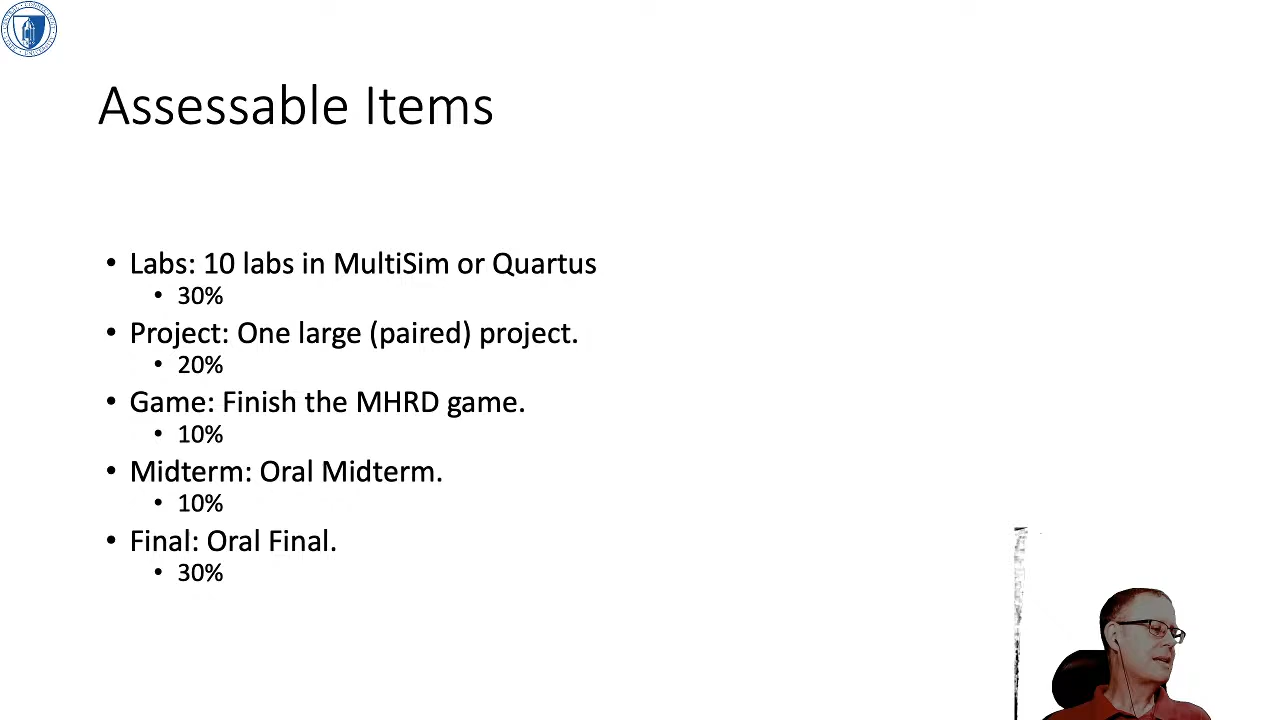 Assessable Items
• Labs: 10 labs in MultiSim or Quartus
• 30%
• Project: One large (paired) project.
• 20%
• Game: Finish the MHRD game.
• 10%
• Midterm: Oral Midterm.
• 10%
• Final: Oral Final.
• 30%